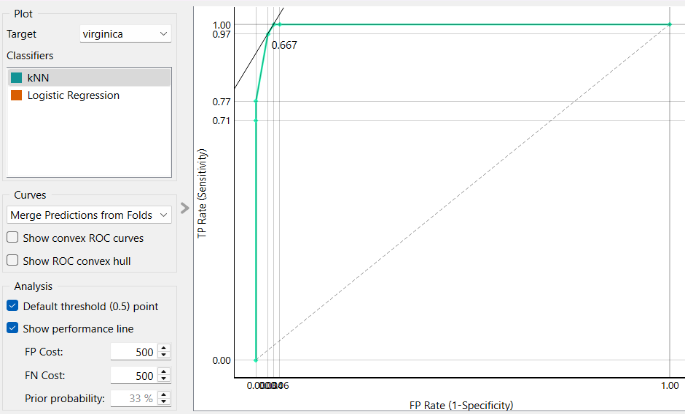 Plot
Target
virginica
Classifiers
kNN
Logistic Regression
Curves
Merge Predictions from Folds
Show convex ROC curves
Show ROC convex hull
Analysis
Default threshold (0.5) point
Show performance line
FP Cost:
500
FN Cost:
500
Prior probability:
33 %
TP Rate (Sensitivity)
1.00
0.97
0.667
0.77
0.71
0.00
1.00
FP Rate (1-Specificity)